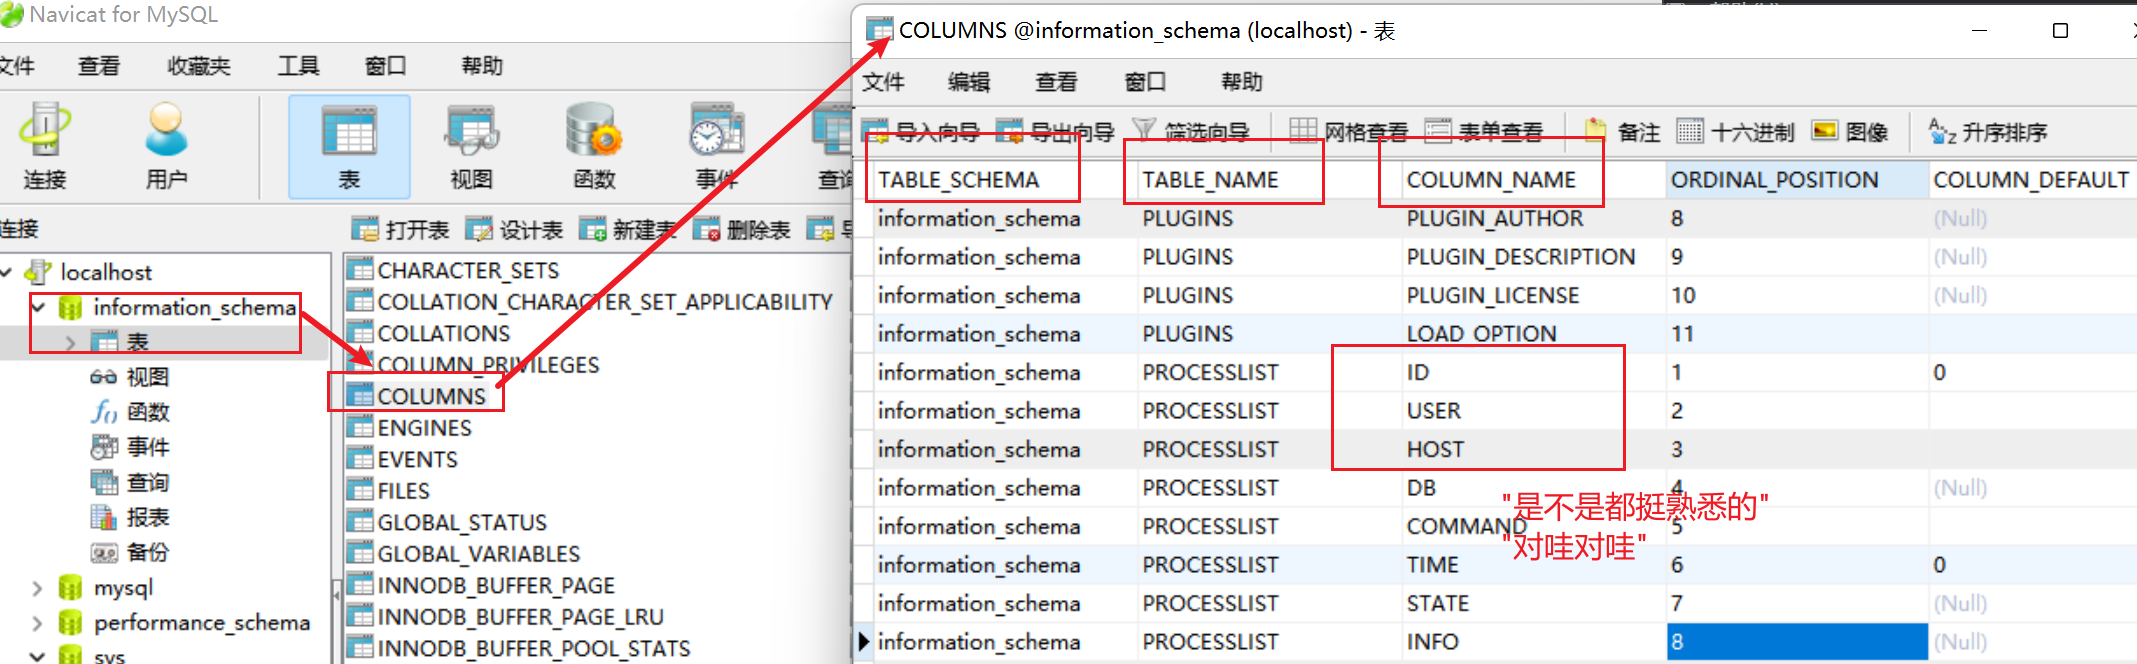 Navicat for MySQL
文件 查看 收藏夹 工具 窗口 帮助
连接 用户 表 视图 函数 事件
连接
打开表 设计表 新建表 删除表
localhost
information_schema
表
视图
函数
事件
查询
报表
备份
mysql
performance_schema
sys
CHARACTER_SETS
COLLATION_CHARACTER_SET_APPLICABILITY
COLLATIONS
COLUMN_PRIVILEGES
COLUMNS
ENGINES
EVENTS
FILES
GLOBAL_STATUS
GLOBAL_VARIABLES
INNODB_BUFFER_PAGE
INNODB_BUFFER_PAGE_LRU
INNODB_BUFFER_POOL_STATS
COLUMNS @information_schema (localhost) - 表
文件 编辑 查看 窗口 帮助
导入向导 导出向导 筛选向导 网格查看 表单查看 备注 十六进制 图像 升序排序
TABLE_SCHEMA TABLE_NAME COLUMN_NAME ORDINAL_POSITION COLUMN_DEFAULT
information_schema PLUGINS PLUGIN_AUTHOR 8 (Null)
information_schema PLUGINS PLUGIN_DESCRIPTION 9 (Null)
information_schema PLUGINS PLUGIN_LICENSE 10 (Null)
information_schema PLUGINS LOAD_OPTION 11
information_schema PROCESSLIST ID 1 0
information_schema PROCESSLIST USER 2
information_schema PROCESSLIST HOST 3
information_schema PROCESSLIST DB 4 (Null)
"是不是都挺熟悉的"
information_schema PROCESSLIST COMMAND 5
"对哇对哇"
information_schema PROCESSLIST TIME 6 0
information_schema PROCESSLIST STATE 7 (Null)
information_schema PROCESSLIST INFO 8 (Null)